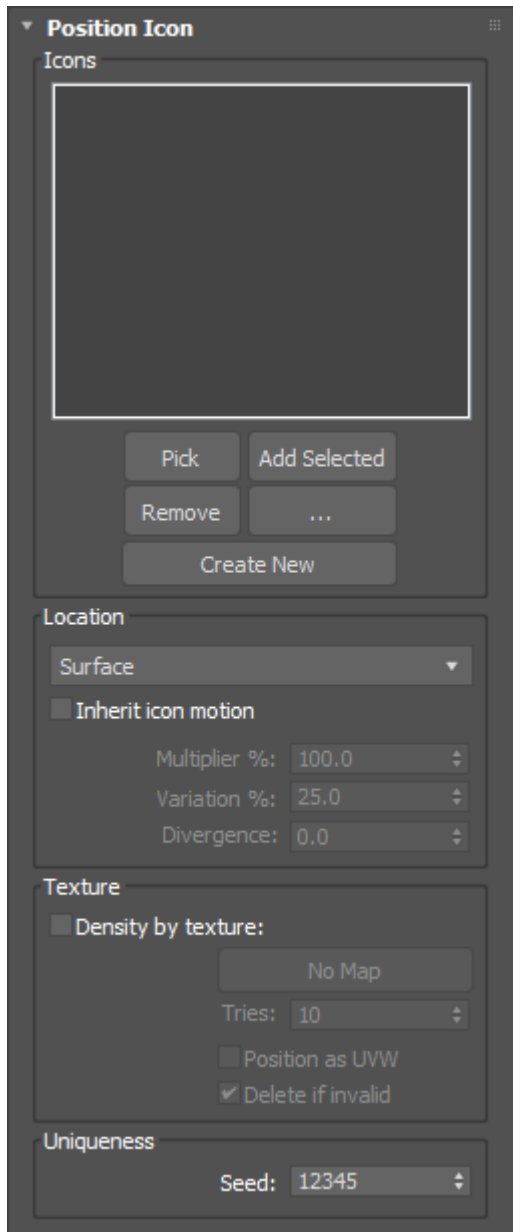 Position Icon
Icons
Pick Add Selected
Remove ...
Create New
Location
Surface
Inherit icon motion
Multiplier %: 100.0
Variation %: 25.0
Divergence: 0.0
Texture
Density by texture:
No Map
Tries: 10
Position as UVW
Delete if invalid
Uniqueness
Seed: 12345